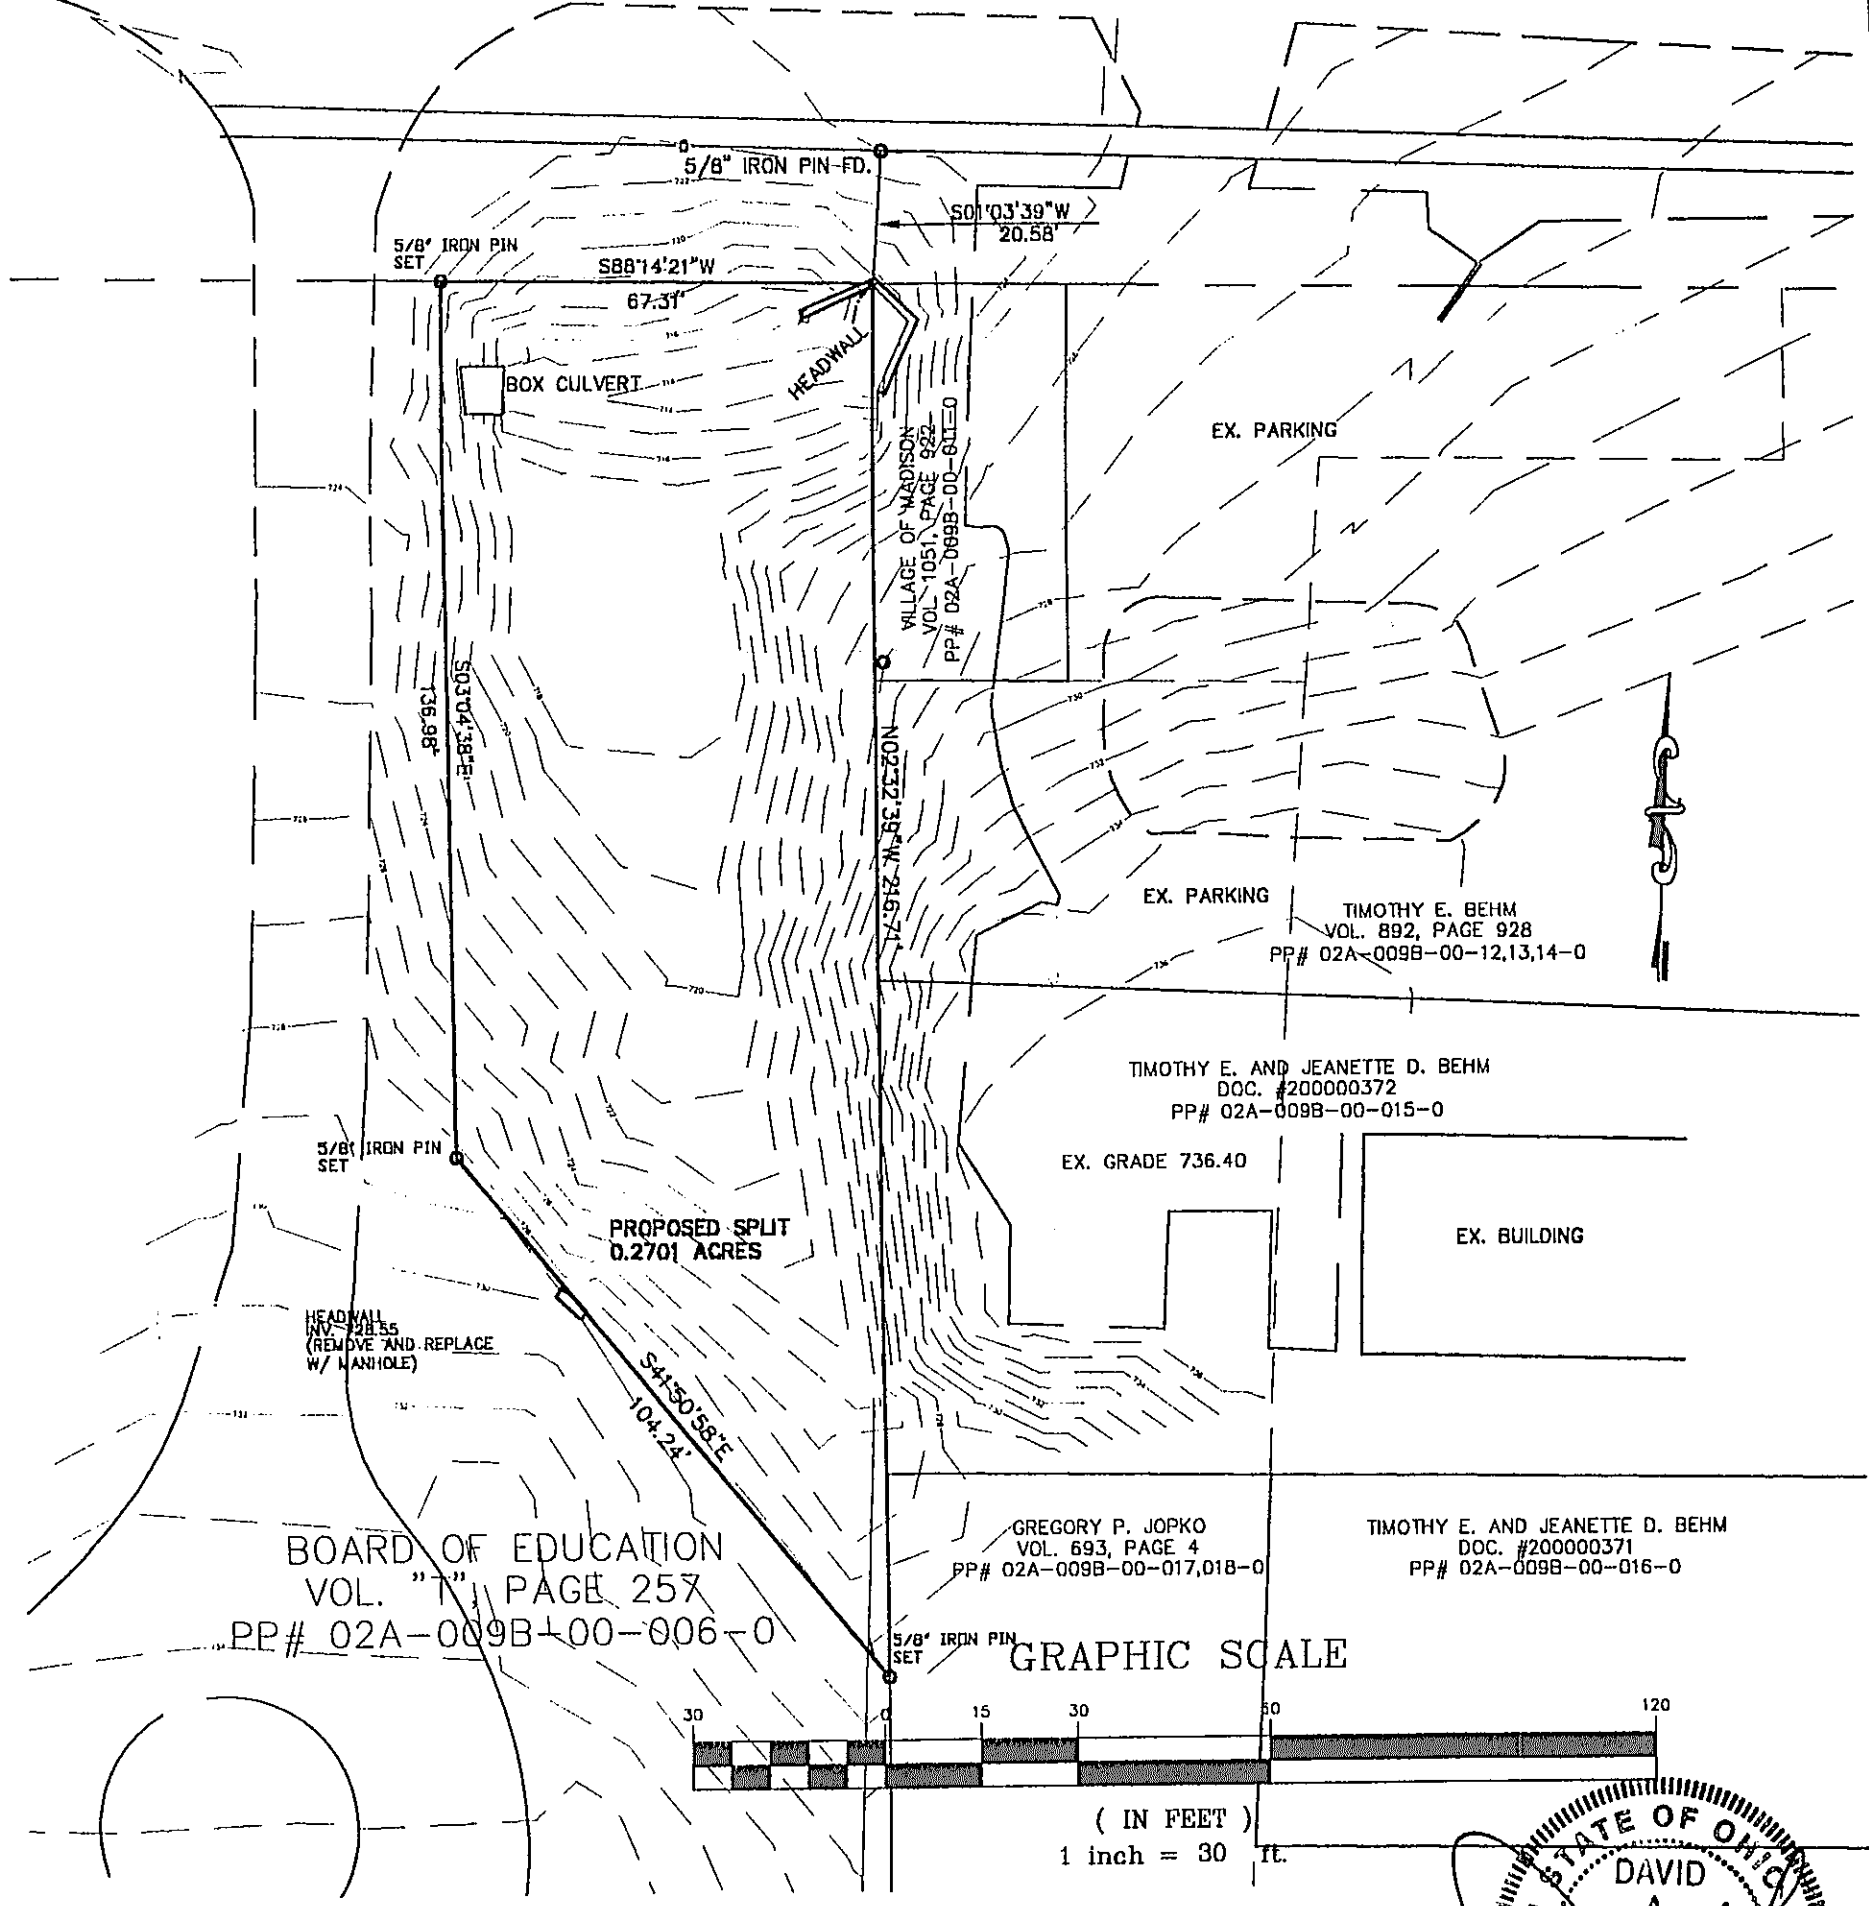 5/8" IRON PIN FD.
S01°03'39"W
20.58'
5/8" IRON PIN
SET
S88°14'21"W
67.31'
HEADWALL
BOX CULVERT
EX. PARKING
VILLAGE OF MADISON
VOL. 1051, PAGE 922
PP# 02A-009B-00-011-0
S03°04'38"E
136.98'
N02°32'39"W 216.71'
EX. PARKING
TIMOTHY E. BEHM
VOL. 892, PAGE 928
PP# 02A-009B-00-12,13,14-0
TIMOTHY E. AND JEANETTE D. BEHM
DOC. #200000372
PP# 02A-009B-00-015-0
5/8" IRON PIN
SET
EX. GRADE 736.40
PROPOSED SPLIT
0.2701 ACRES
EX. BUILDING
HEADWALL
INV. 728.55
(REMOVE AND REPLACE
W/ MANHOLE)
S41°50'58"E
104.24'
BOARD OF EDUCATION
VOL. "T", PAGE 257
PP# 02A-009B-00-006-0
GREGORY P. JOPKO
VOL. 693, PAGE 4
PP# 02A-009B-00-017,018-0
TIMOTHY E. AND JEANETTE D. BEHM
DOC. #200000371
PP# 02A-009B-00-016-0
5/8" IRON PIN
SET
GRAPHIC SCALE
30 0 15 30 60 120
( IN FEET )
1 inch = 30 ft.
STATE OF OHIO
DAVID